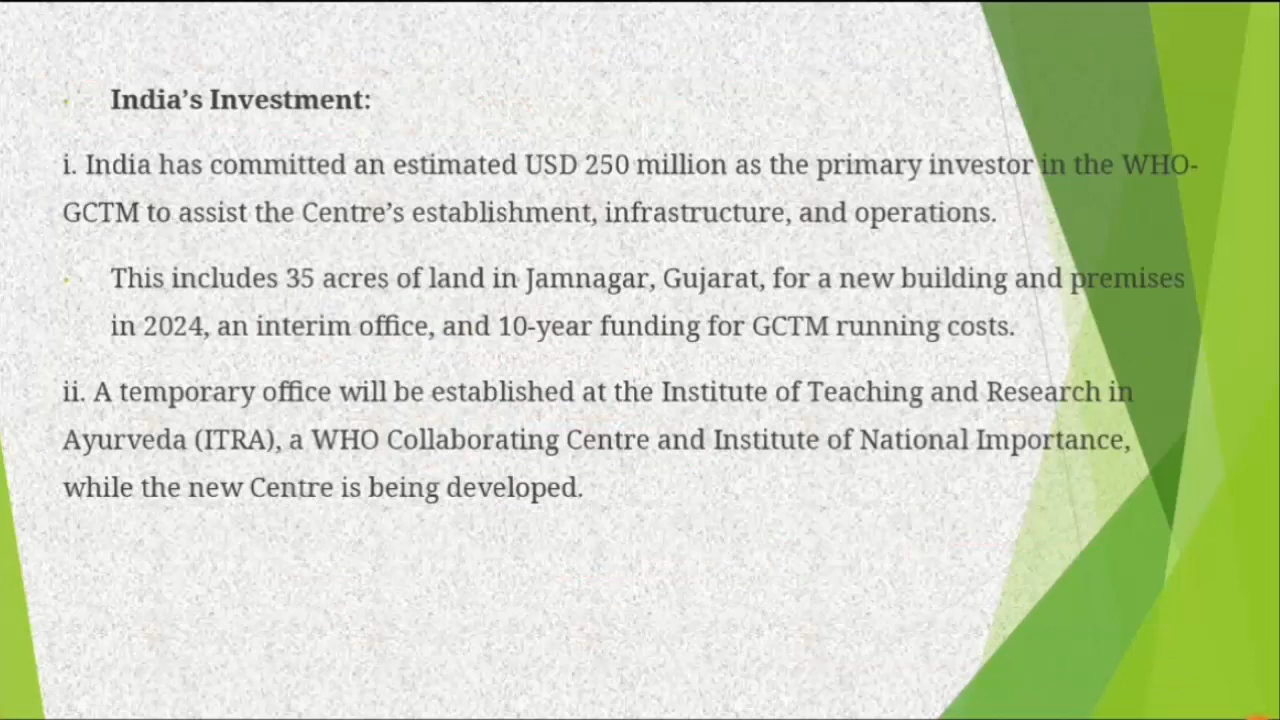 India’s Investment:
i. India has committed an estimated USD 250 million as the primary investor in the WHO-
GCTM to assist the Centre’s establishment, infrastructure, and operations.
This includes 35 acres of land in Jamnagar, Gujarat, for a new building and premises
in 2024, an interim office, and 10-year funding for GCTM running costs.
ii. A temporary office will be established at the Institute of Teaching and Research in
Ayurveda (ITRA), a WHO Collaborating Centre and Institute of National Importance,
while the new Centre is being developed.